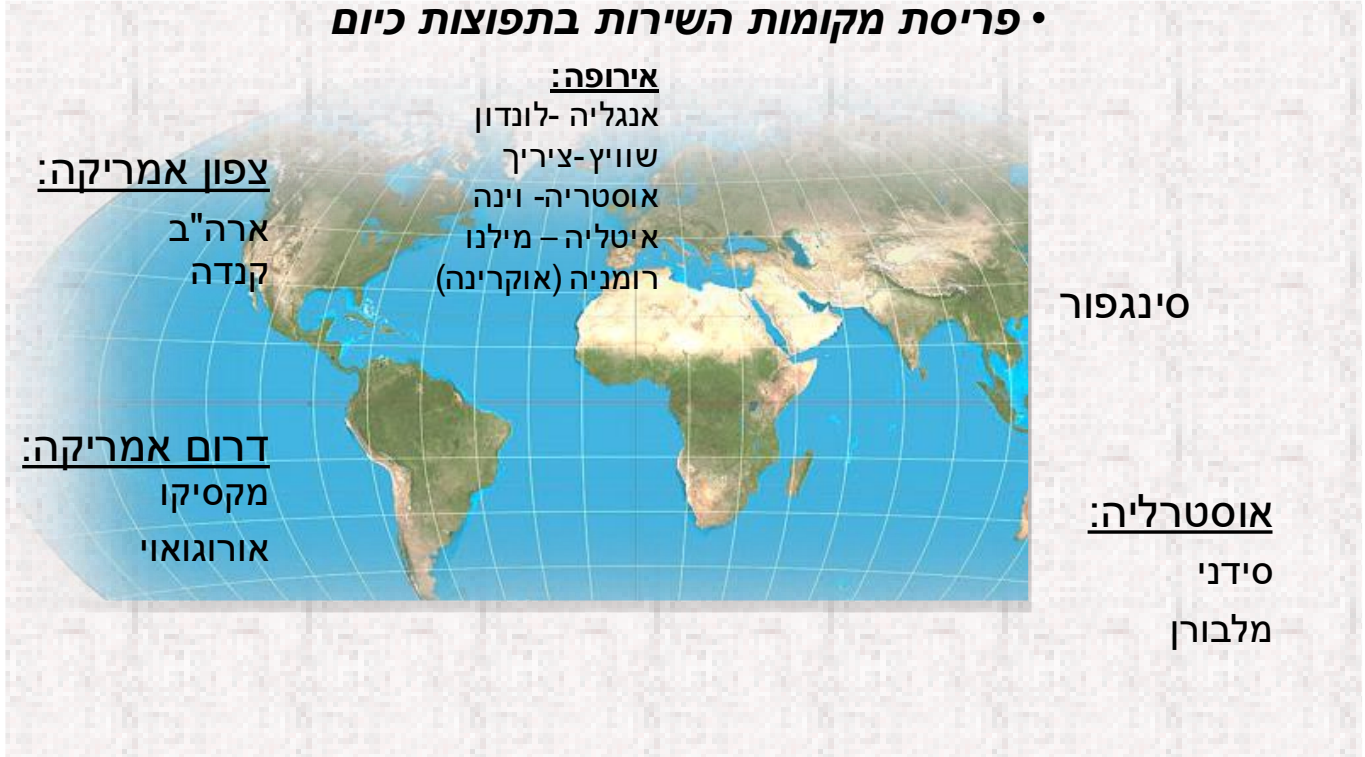 • פריסת מקומות השירות בתפוצות כיום
אירופה:
אנגליה -לונדון
שוויץ-ציריך
אוסטריה- וינה
איטליה – מילנו
רומניה (אוקרינה)
צפון אמריקה:
ארה"ב
קנדה
סינגפור
דרום אמריקה:
מקסיקו
אורוגואוי
אוסטרליה:
סידני
מלבורן